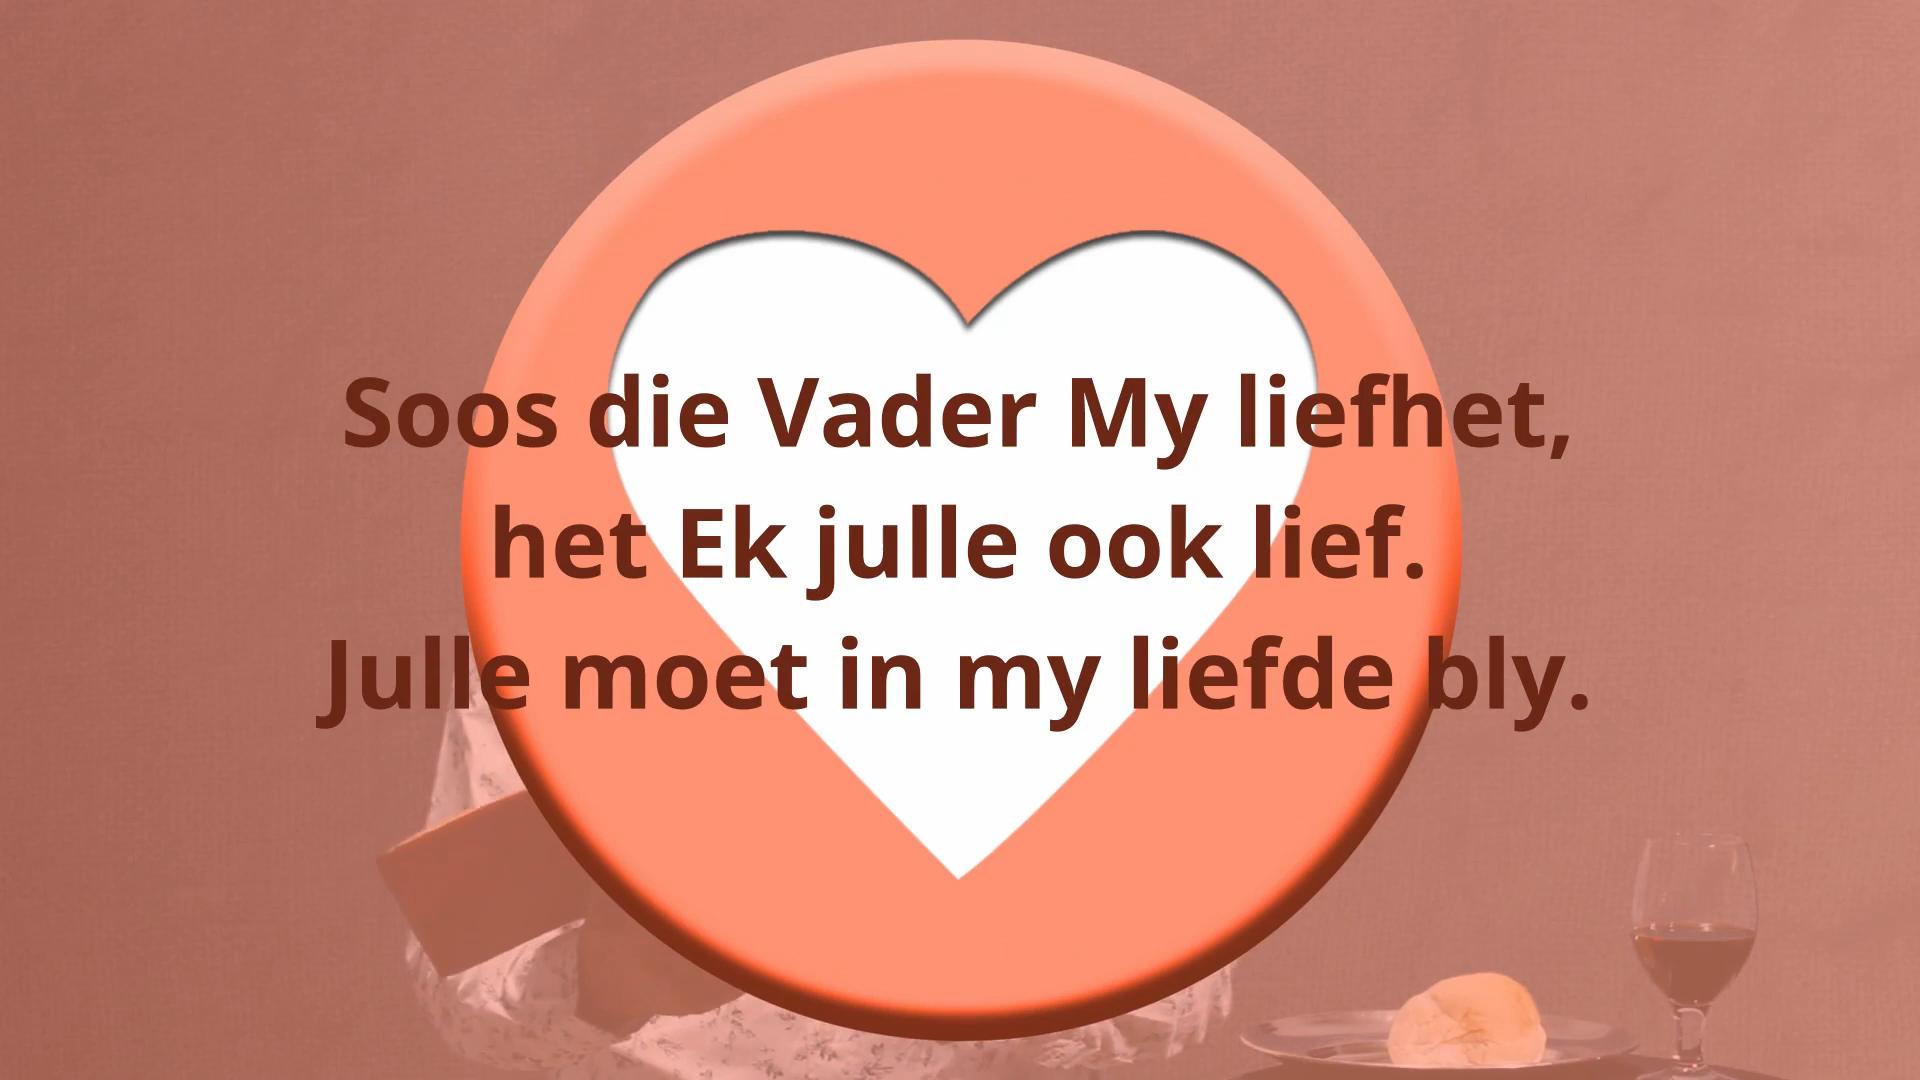 Soos die Vader My liefhet,
het Ek julle ook lief.
Julle moet in my liefde bly.